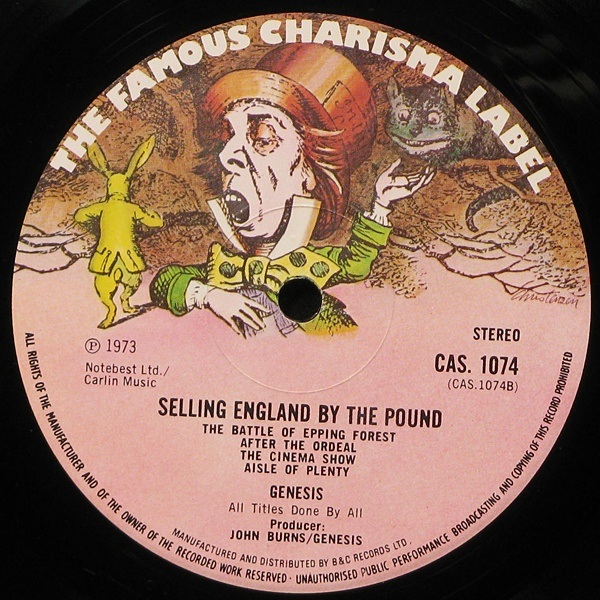 THE FAMOUS CHARISMA LABEL
Christensen
STEREO
℗ 1973
CAS. 1074
Notebest Ltd./
(CAS.1074B)
Carlin Music
SELLING ENGLAND BY THE POUND
THE BATTLE OF EPPING FOREST
AFTER THE ORDEAL
THE CINEMA SHOW
AISLE OF PLENTY
GENESIS
All Titles Done By All
Producer:
JOHN BURNS/GENESIS
MANUFACTURED AND DISTRIBUTED BY B&C RECORDS LTD.
ALL RIGHTS OF THE MANUFACTURER AND OF THE OWNER OF THE RECORDED WORK RESERVED · UNAUTHORISED PUBLIC PERFORMANCE BROADCASTING AND COPYING OF THIS RECORD PROHIBITED